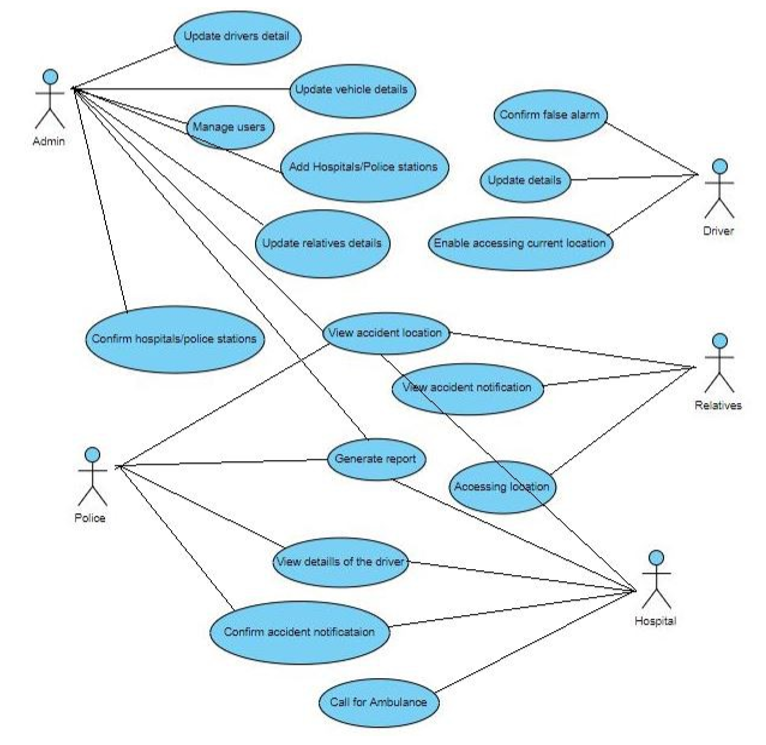 Update drivers detail
Update vehicle details
Confirm false alarm
Manage users
Admin
Add Hospitals/Police stations
Update details
Driver
Update relatives details
Enable accessing current location
View accident location
Confirm hospitals/police stations
View accident notification
Relatives
Generate report
Accessing location
Police
View detaills of the driver
Hospital
Confirm accident notificataion
Call for Ambulance